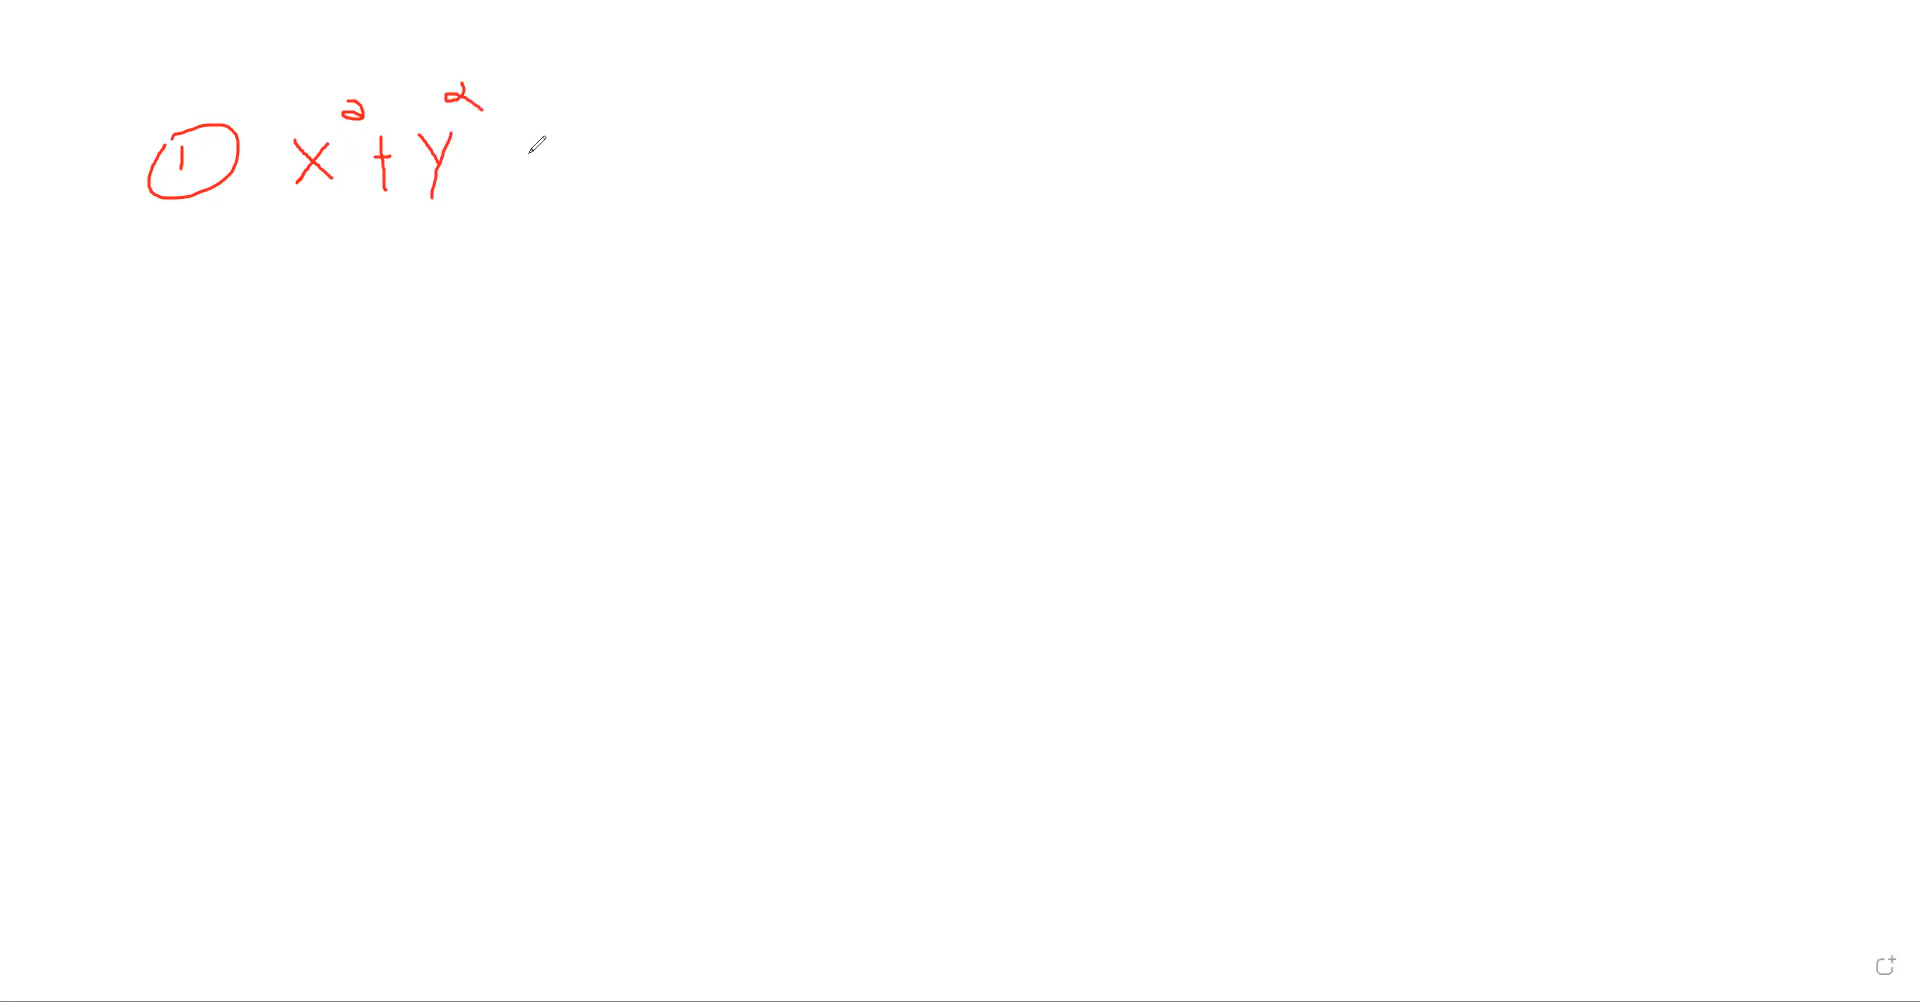 ① x² + y²